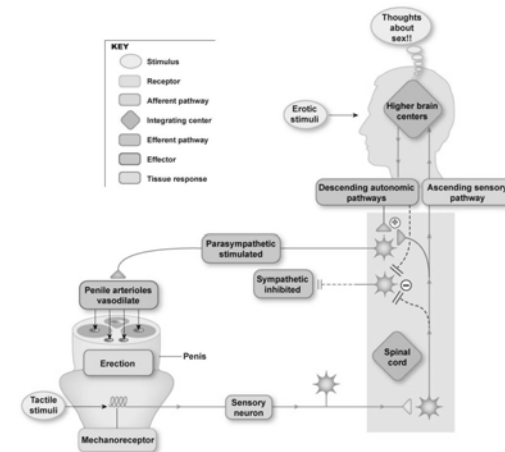 Thoughts
about
sex!!
KEY
Stimulus
Receptor
Afferent pathway
Integrating center
Efferent pathway
Effector
Tissue response
Higher brain
centers
Erotic
stimuli
Descending autonomic
pathways
Ascending sensory
pathway
+
Parasympathetic
stimulated
Sympathetic
inhibited
−
Penile arterioles
vasodilate
Erection
Penis
Spinal
cord
Tactile
stimuli
Sensory
neuron
Mechanoreceptor